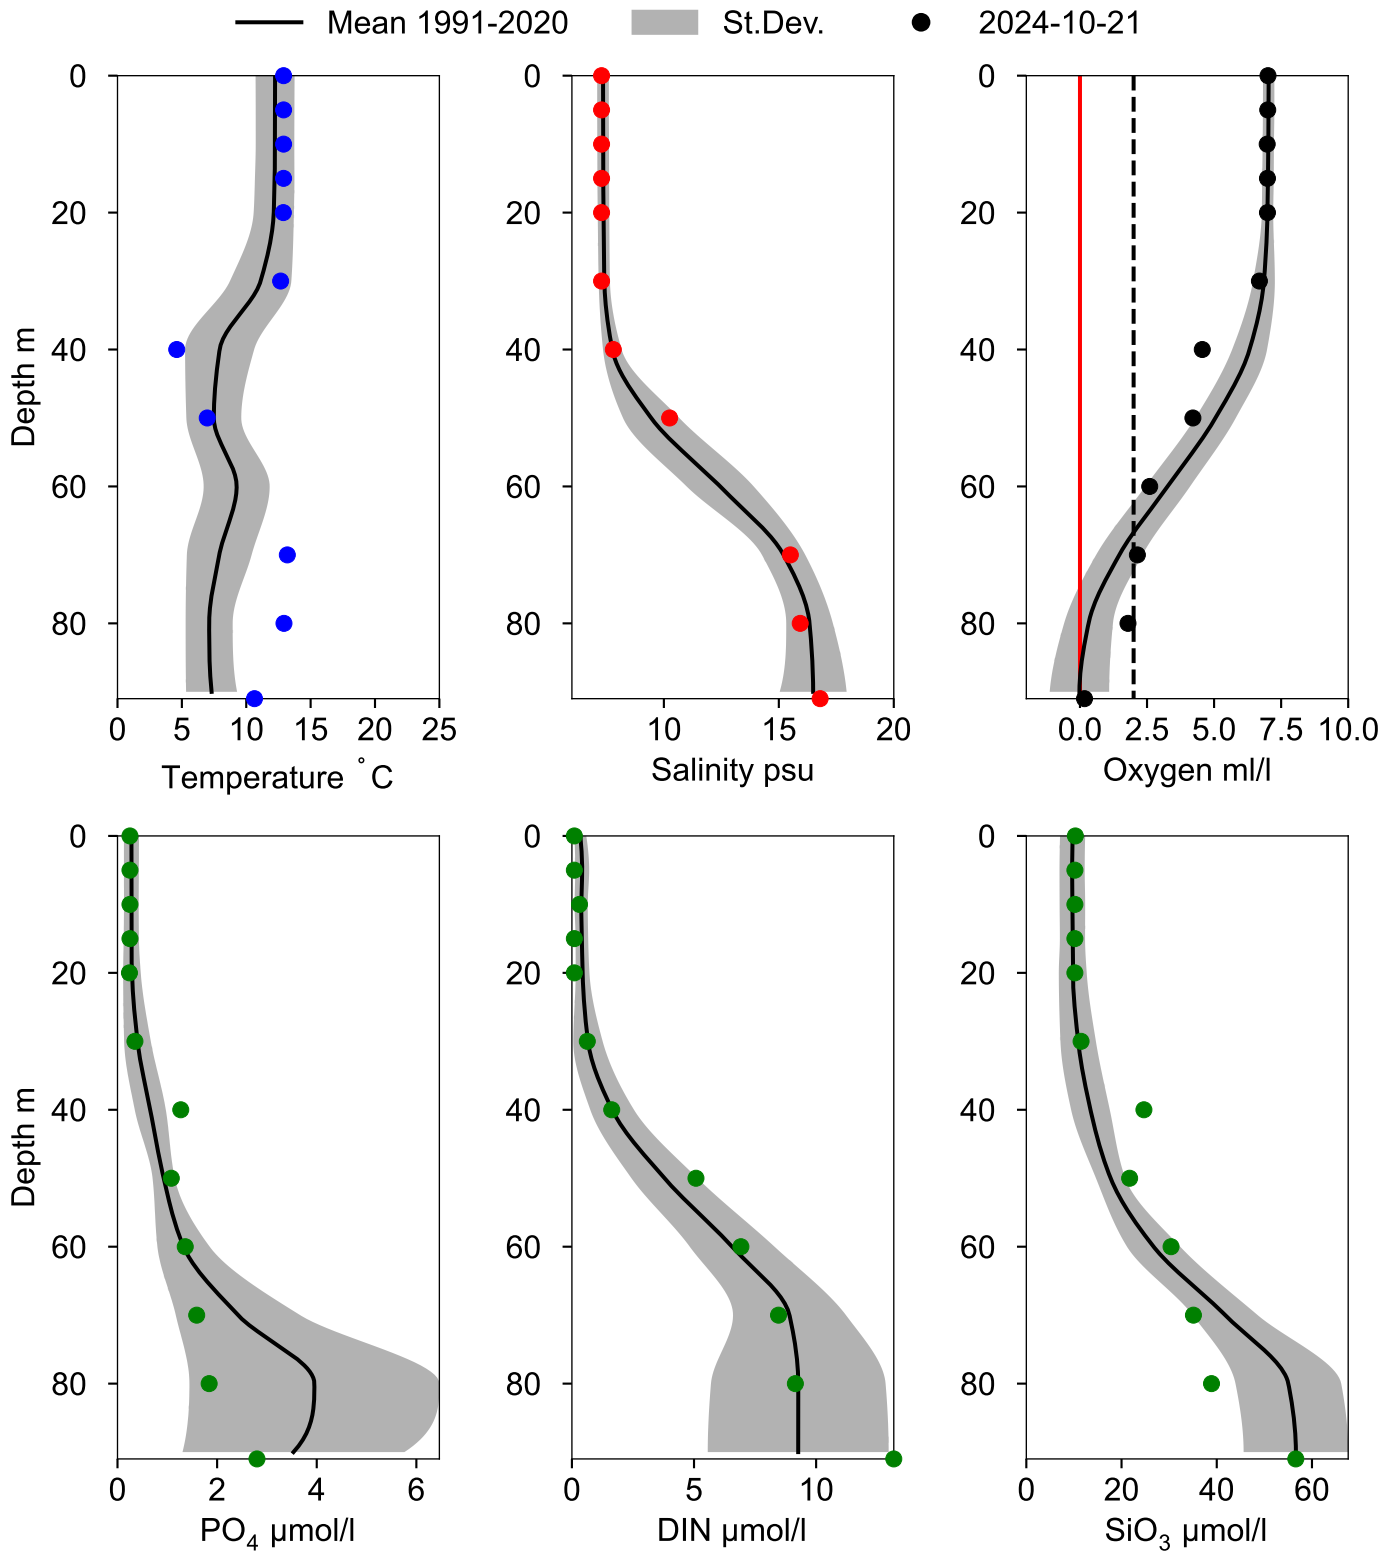 Mean 1991-2020 St.Dev. 2024-10-21
0 0 0
20 20 20
40 40 40
Depth m
60 60 60
80 80 80
0 5 10 15 20 25 10 15 20 0.0 2.5 5.0 7.5 10.0
Temperature °C Salinity psu Oxygen ml/l
0 0 0
20 20 20
40 40 40
Depth m
60 60 60
80 80 80
0 2 4 6 0 5 10 0 20 40 60
PO₄ µmol/l DIN µmol/l SiO₃ µmol/l